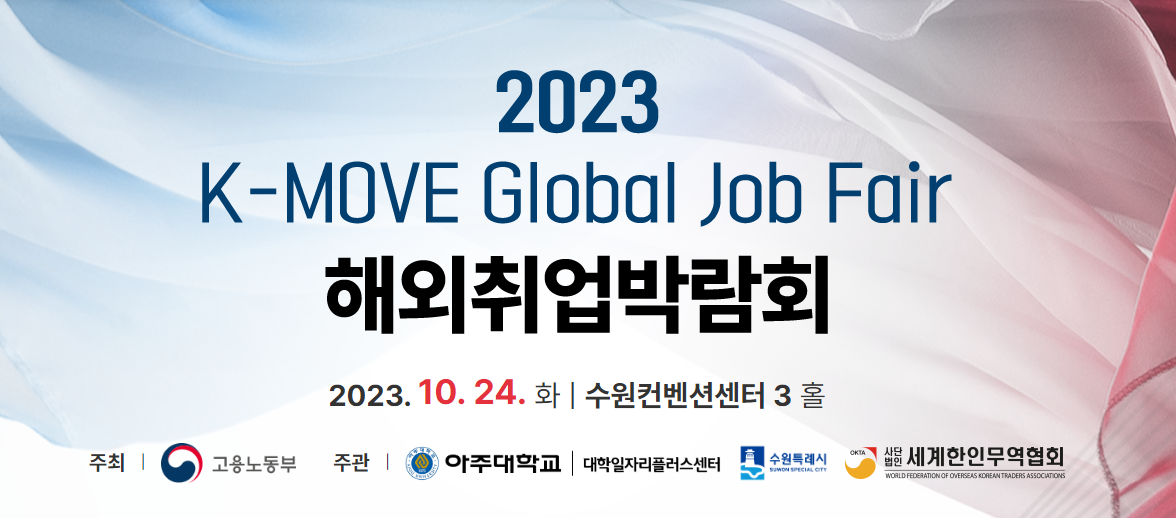 2023
K-MOVE Global Job Fair
해외취업박람회
2023. 10. 24. 화 | 수원컨벤션센터 3 홀
주최 | 고용노동부 주관 | 아주대학교 | 대학일자리플러스센터 수원특례시 SUWON SPECIAL CITY OKTA 사단법인 세계한인무역협회
WORLD FEDERATION OF OVERSEAS KOREAN TRADERS ASSOCIATIONS